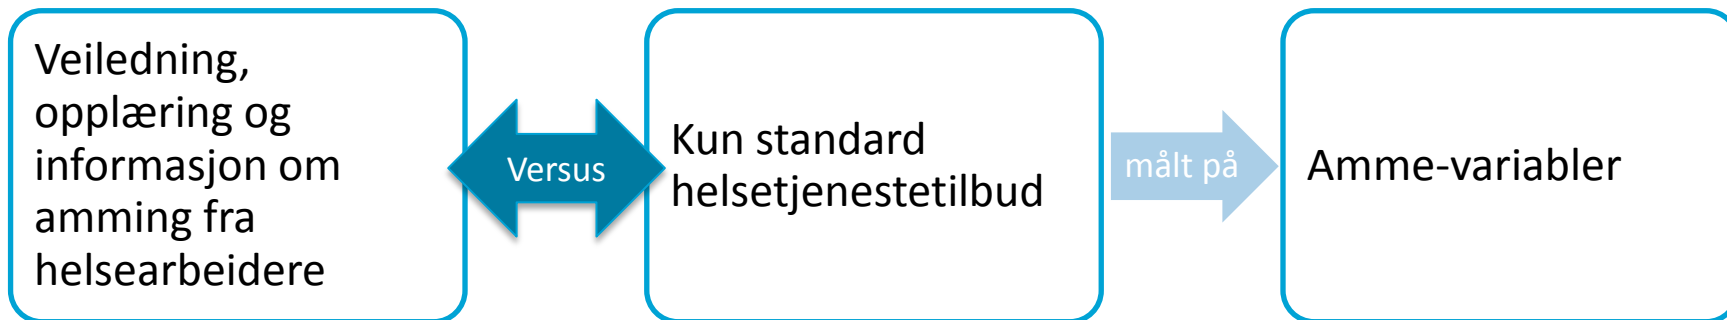 Veiledning,
opplæring og
informasjon om
amming fra
helsearbeidere
Versus
Kun standard
helsetjenestetilbud
målt på
Amme-variabler